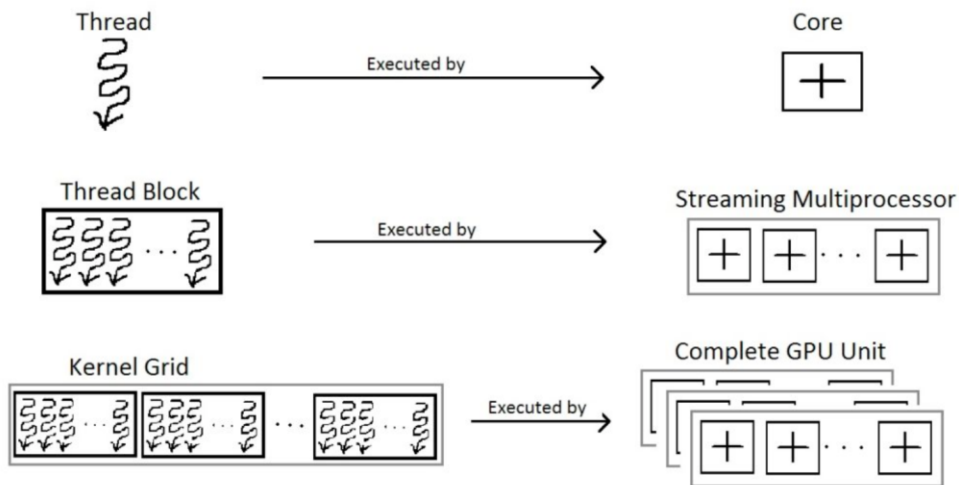 Thread
Executed by
Core
Thread Block
Executed by
Streaming Multiprocessor
Kernel Grid
Executed by
Complete GPU Unit